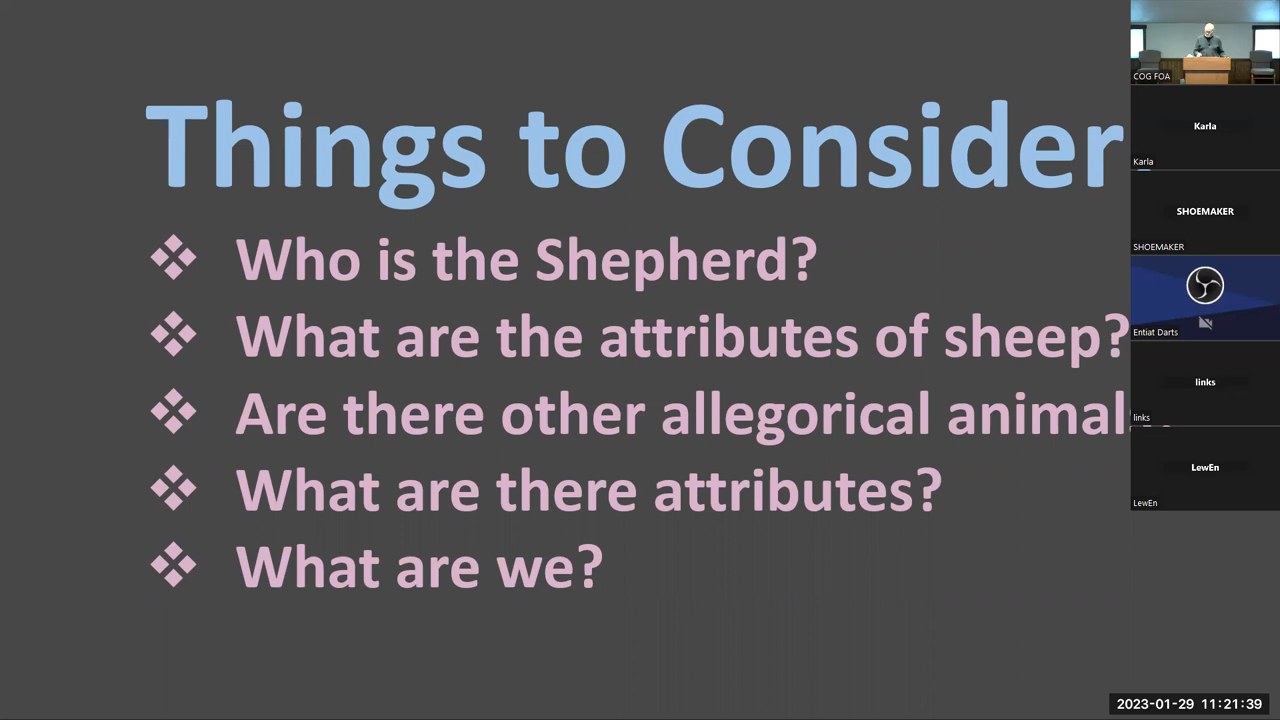 Things to Consider
❖ Who is the Shepherd?
❖ What are the attributes of sheep?
❖ Are there other allegorical animal
❖ What are there attributes?
❖ What are we?
COG FOA
Karla
Karla
SHOEMAKER
SHOEMAKER
Entiat Darts
links
links
LewEn
LewEn
2023-01-29 11:21:39